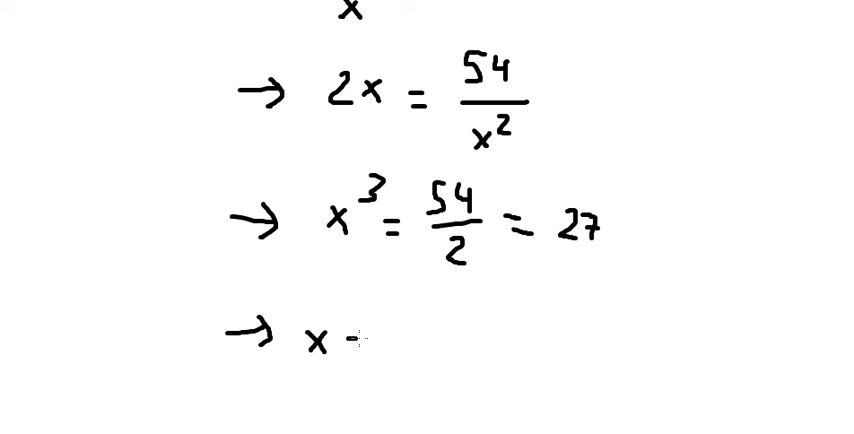 x
→ 2x = 54/x²
→ x³ = 54/2 = 27
→ x -